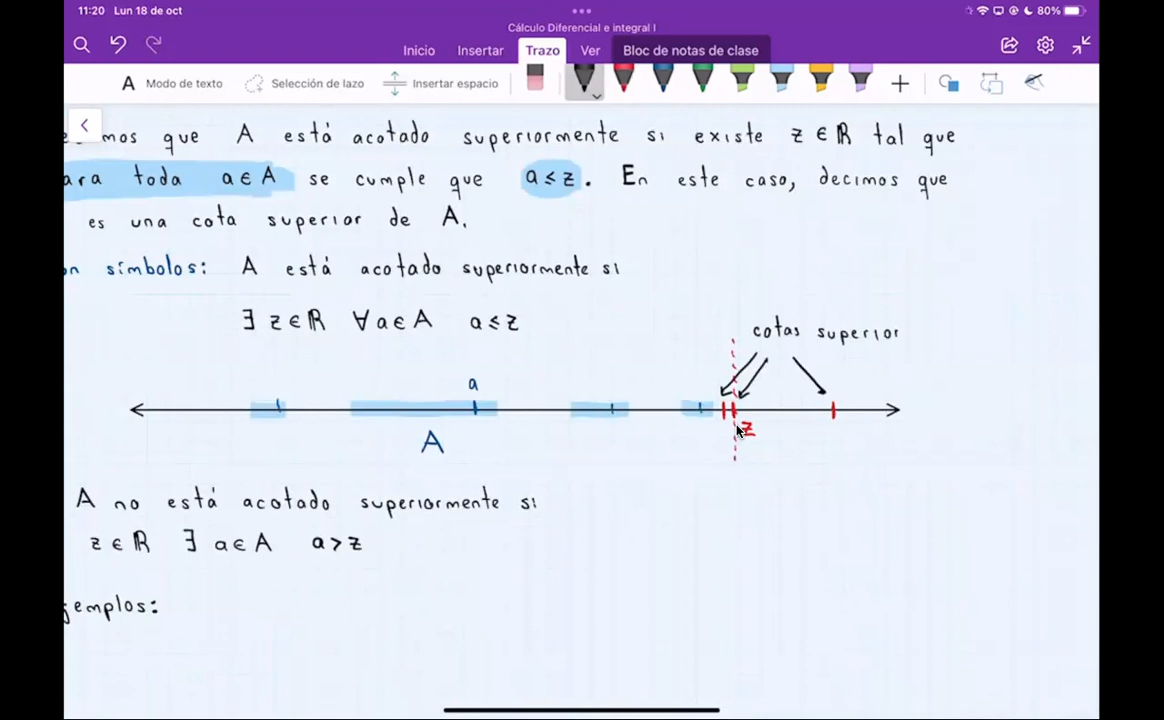 11:20 Lun 18 de oct
80%
Cálculo Diferencial e integral I
Inicio Insertar Trazo Ver Bloc de notas de clase
A Modo de texto Selección de lazo Insertar espacio
mos que A está acotado superiormente si existe z ∈ ℝ tal que
ara toda a ∈ A se cumple que a ≤ z. En este caso, decimos que
es una cota superior de A.
on símbolos: A está acotado superiormente si
∃ z ∈ ℝ ∀ a ∈ A a ≤ z
cotas superior
a
A
z
A no está acotado superiormente si
z ∈ ℝ ∃ a ∈ A a > z
jemplos: